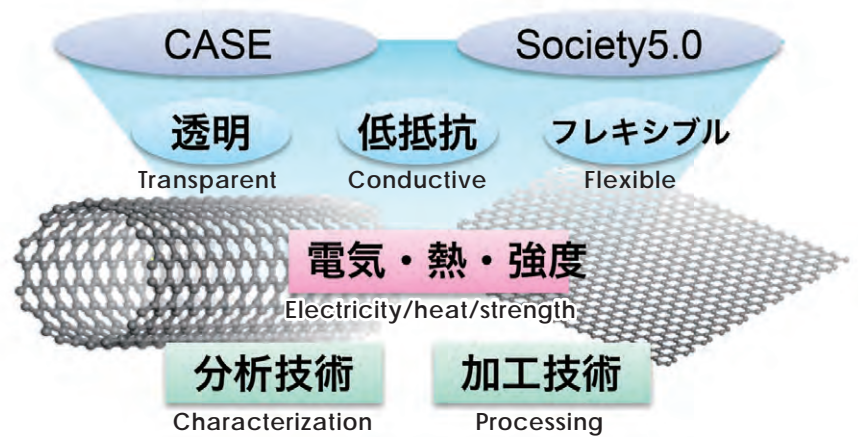 CASE
Society5.0
透明
低抵抗
フレキシブル
Transparent
Conductive
Flexible
電気・熱・強度
Electricity/heat/strength
分析技術
加工技術
Characterization
Processing